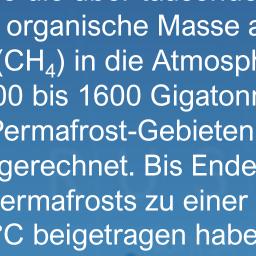 organische Masse a
(CH₄) in die Atmosph
00 bis 1600 Gigatonn
Permafrost-Gebieten
gerechnet. Bis Ende
ermafrosts zu einer
°C beigetragen habe